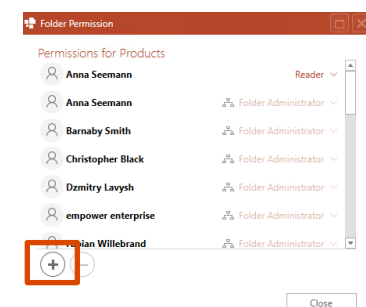 Folder Permission
Permissions for Products
Anna Seemann Reader
Anna Seemann Folder Administrator
Barnaby Smith Folder Administrator
Christopher Black Folder Administrator
Dzmitry Lavysh Folder Administrator
empower enterprise Folder Administrator
Fabian Willebrand Folder Administrator
Close